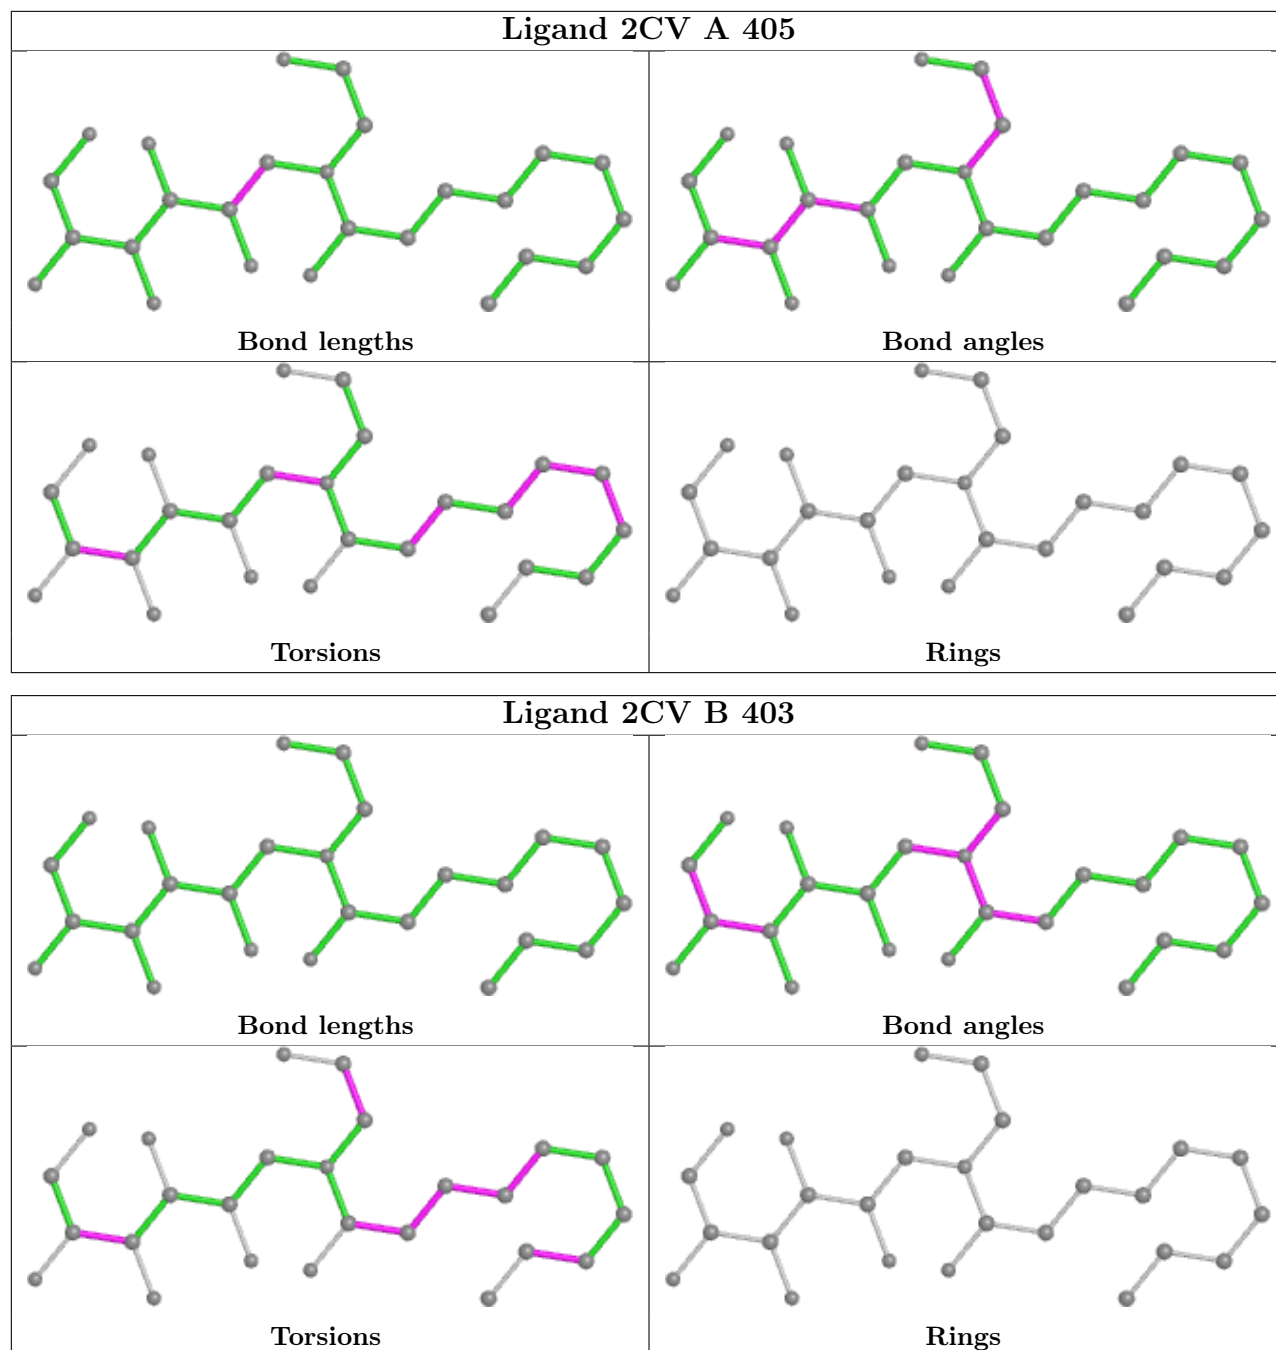 Ligand 2CV A 405
Bond lengths
Bond angles
Torsions
Rings
Ligand 2CV B 403
Bond lengths
Bond angles
Torsions
Rings